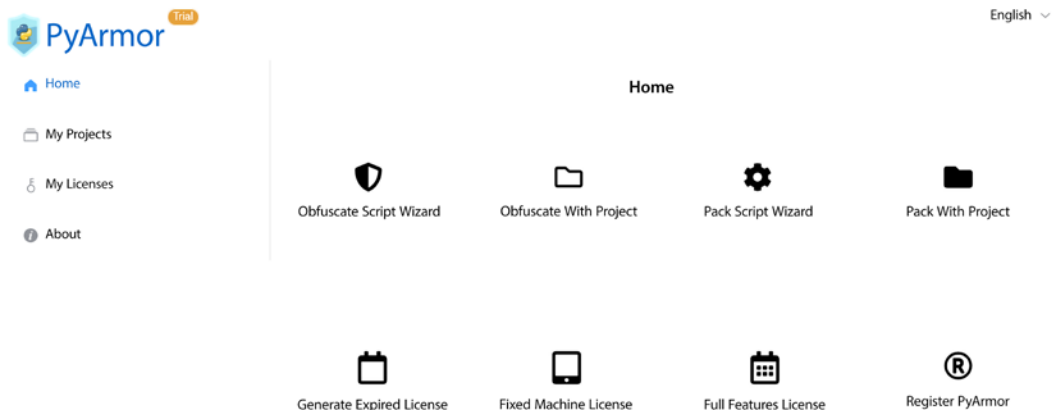 Trial
English
PyArmor
Home
My Projects
My Licenses
About
Home
Obfuscate Script Wizard
Obfuscate With Project
Pack Script Wizard
Pack With Project
Generate Expired License
Fixed Machine License
Full Features License
Register PyArmor